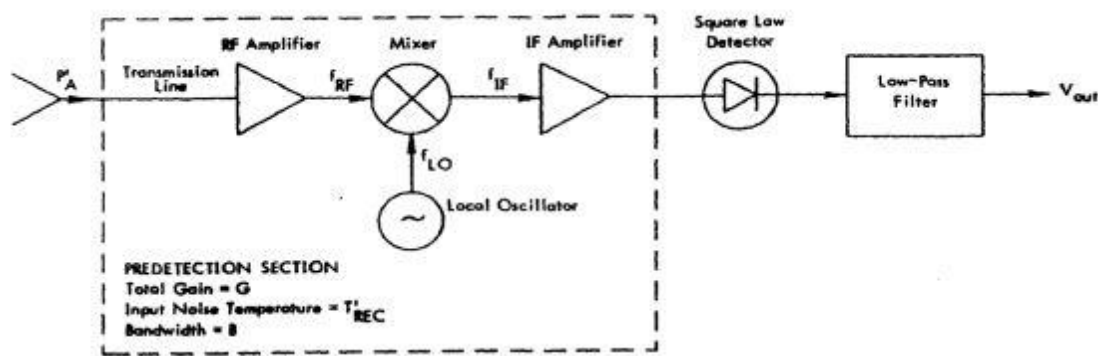 Square Law
Detector
RF Amplifier
Mixer
IF Amplifier
P'A
Transmission
Line
fRF
fIF
Low-Pass
Filter
Vout
fLO
~
Local Oscillator
PREDETECTION SECTION
Total Gain = G
Input Noise Temperature = T'REC
Bandwidth = B